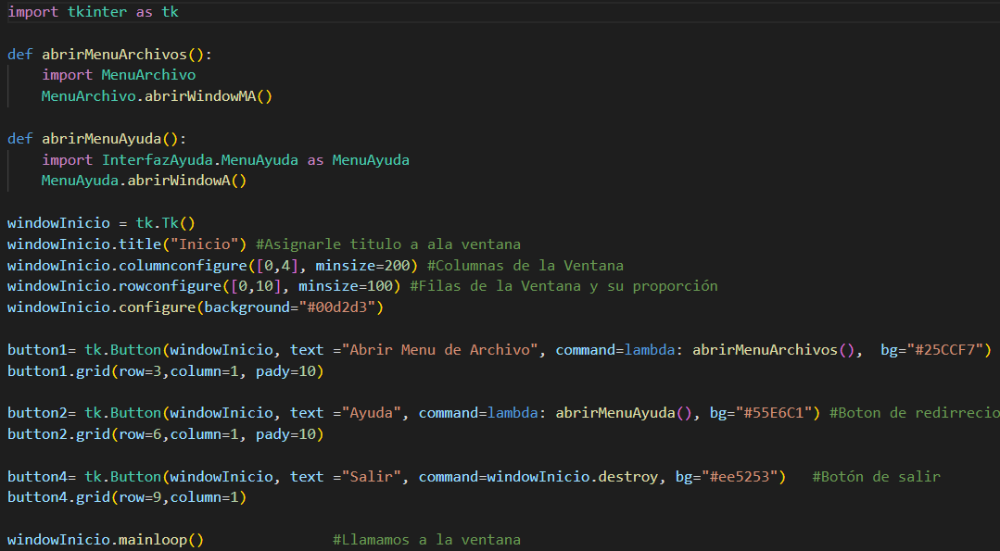 import tkinter as tk
def abrirMenuArchivos():
import MenuArchivo
MenuArchivo.abrirWindowMA()
def abrirMenuAyuda():
import InterfazAyuda.MenuAyuda as MenuAyuda
MenuAyuda.abrirWindowA()
windowInicio = tk.Tk()
windowInicio.title("Inicio") #Asignarle titulo a ala ventana
windowInicio.columnconfigure([0,4], minsize=200) #Columnas de la Ventana
windowInicio.rowconfigure([0,10], minsize=100) #Filas de la Ventana y su proporción
windowInicio.configure(background="#00d2d3")
button1= tk.Button(windowInicio, text ="Abrir Menu de Archivo", command=lambda: abrirMenuArchivos(),  bg="#25CCF7")
button1.grid(row=3,column=1, pady=10)
button2= tk.Button(windowInicio, text ="Ayuda", command=lambda: abrirMenuAyuda(), bg="#55E6C1") #Boton de redirrecio
button2.grid(row=6,column=1, pady=10)
button4= tk.Button(windowInicio, text ="Salir", command=windowInicio.destroy, bg="#ee5253")   #Botón de salir
button4.grid(row=9,column=1)
windowInicio.mainloop()               #Llamamos a la ventana